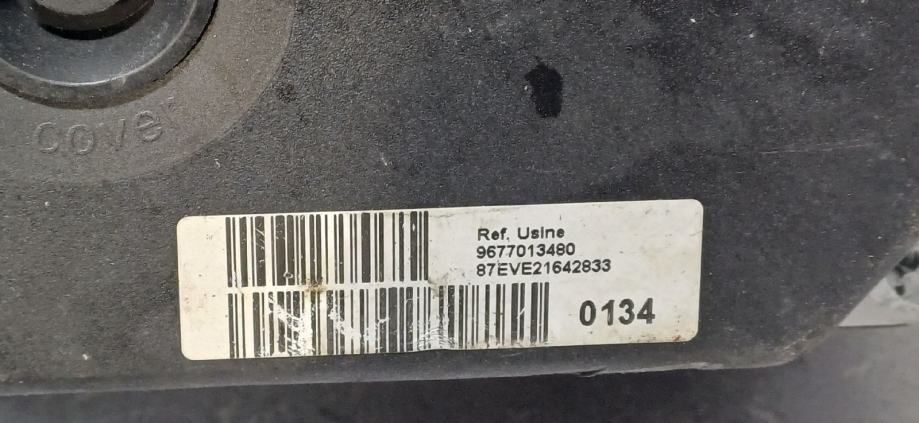 cover
Ref. Usine
9677013480
87EVE21642833
0134